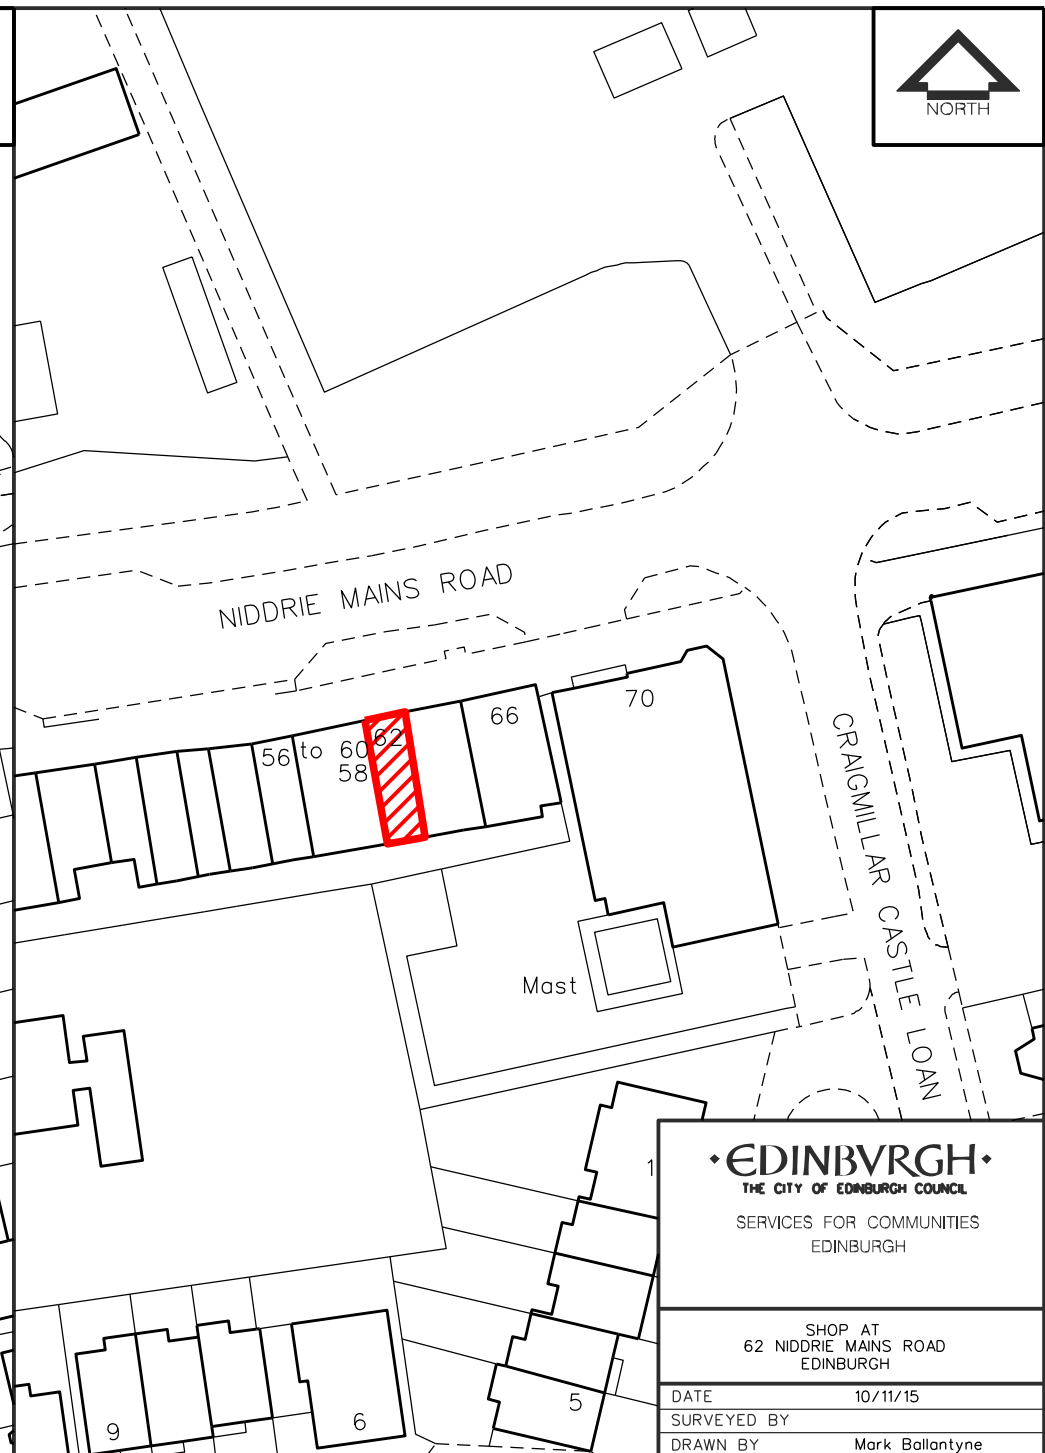 NORTH
NIDDRIE MAINS ROAD
70
66
62
56 to 60
58
CRAIGMILLAR CASTLE LOAN
Mast
1
5
6
9
EDINBVRGH
THE CITY OF EDINBURGH COUNCIL
SERVICES FOR COMMUNITIES
EDINBURGH
SHOP AT
62 NIDDRIE MAINS ROAD
EDINBURGH
DATE 10/11/15
SURVEYED BY
DRAWN BY Mark Ballantyne